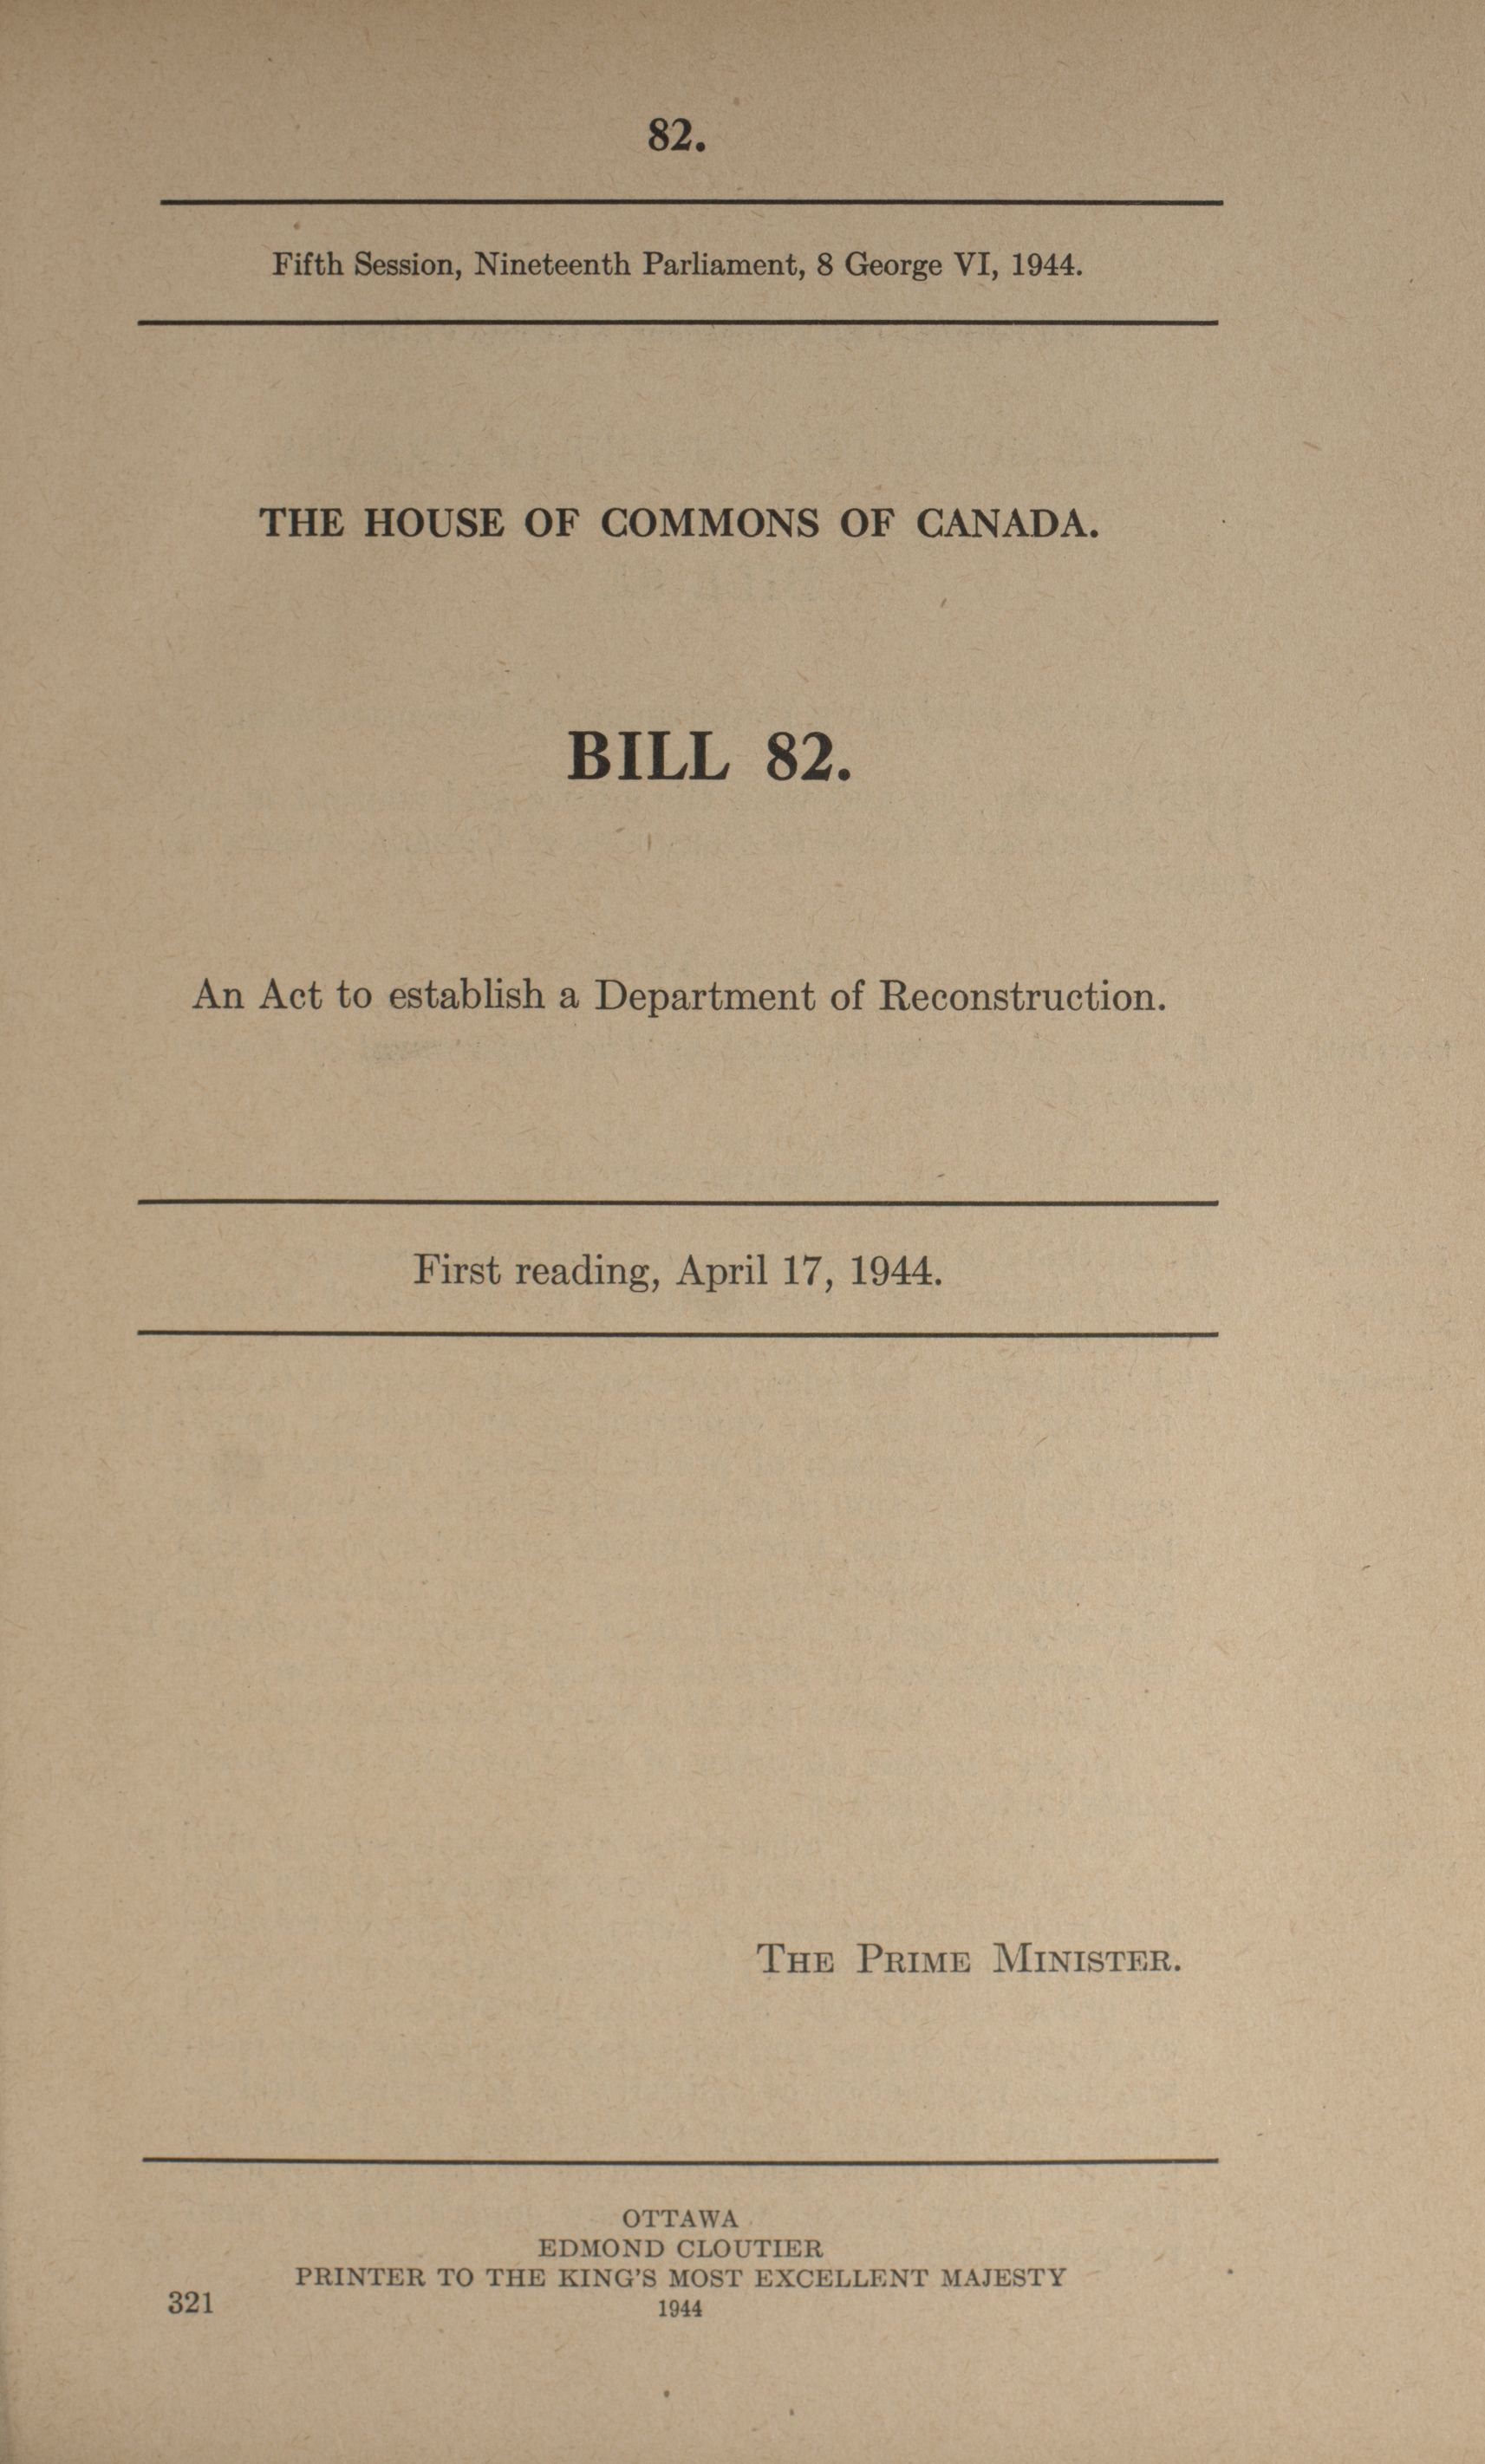 82.
Fifth Session, Nineteenth Parliament, 8 George VI, 1944.
THE HOUSE OF COMMONS OF CANADA.
BILL 82.
An Act to establish a Department of Reconstruction.
First reading, April 17, 1944.
THE PRIME MINISTER.
OTTAWA
EDMOND CLOUTIER
PRINTER TO THE KING'S MOST EXCELLENT MAJESTY
321
1944